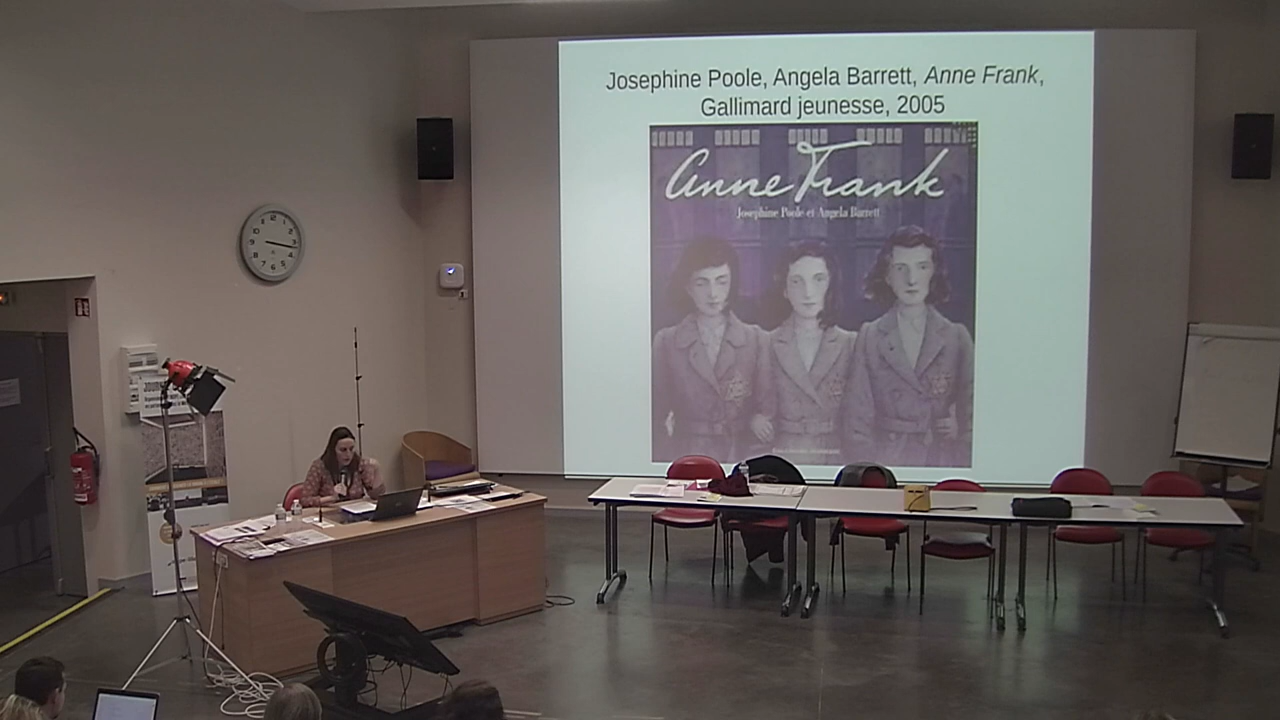 Josephine Poole, Angela Barrett, Anne Frank,
Gallimard jeunesse, 2005
Anne Frank
Josephine Poole et Angela Barrett